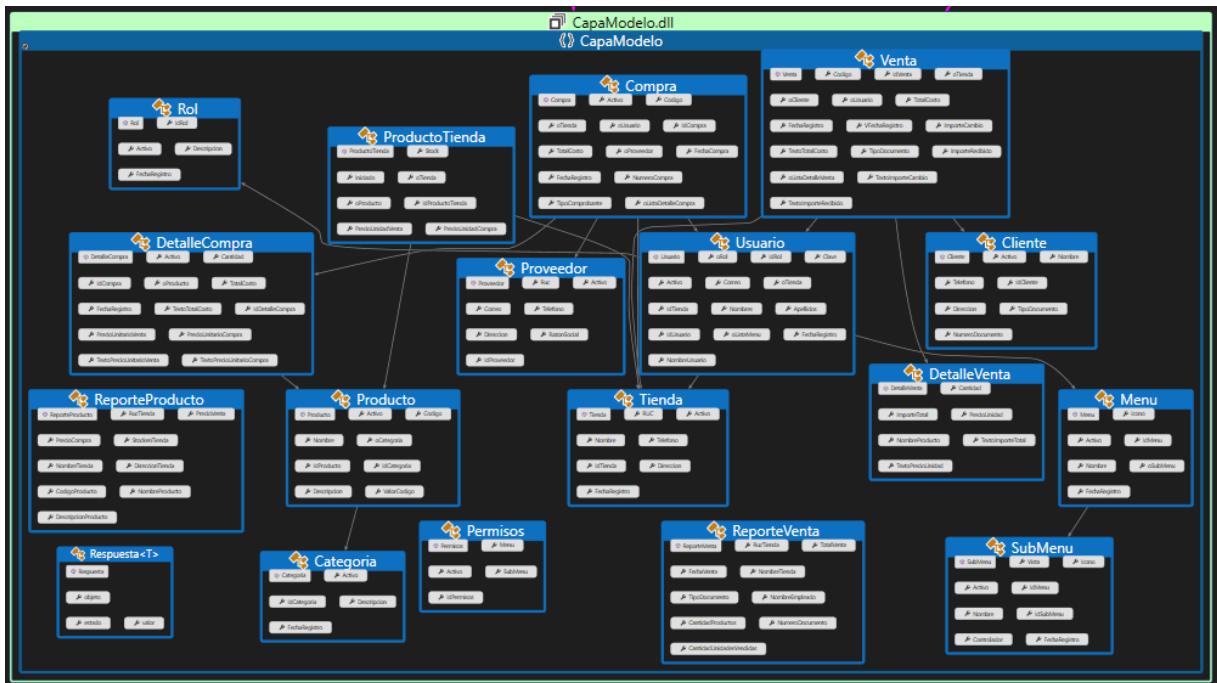 CapaModelo.dll
CapaModelo
Rol
Rol IdRol
Activo Descripcion
FechaRegistro
ProductoTienda
ProductoTienda Stock
Iniciado oTienda
oProducto IdProductoTienda
PrecioUnidadVenta PrecioUnidadCompra
Compra
Compra Activo Codigo
oTienda oUsuario IdCompra
TotalCosto oProveedor FechaCompra
FechaRegistro NumeroCompra
TipoComprobante oListaDetalleCompra
Venta
Venta Codigo IdVenta oTienda
oCliente oUsuario TotalCosto
FechaRegistro VFechaRegistro ImporteCambio
TextoTotalCosto TipoDocumento ImporteRecibido
oListaDetalleVenta TextoImporteCambio
TextoImporteRecibido
DetalleCompra
DetalleCompra Activo Cantidad
IdCompra oProducto TotalCosto
FechaRegistro TextoTotalCosto IdDetalleCompra
PrecioUnitarioVenta PrecioUnitarioCompra
TextoPrecioUnitarioVenta TextoPrecioUnitarioCompra
Proveedor
Proveedor Ruc Activo
Correo Telefono
Direccion RazonSocial
IdProveedor
Usuario
Usuario oRol IdRol Clave
Activo Correo oTienda
IdTienda Nombres Apellidos
IdUsuario oListaMenu FechaRegistro
NombreUsuario
Cliente
Cliente Activo Nombre
Telefono IdCliente
Direccion TipoDocumento
NumeroDocumento
ReporteProducto
ReporteProducto RucTienda PrecioVenta
PrecioCompra StockenTienda
NombreTienda DireccionTienda
CodigoProducto NombreProducto
DescripcionProducto
Producto
Producto Activo Codigo
Nombre oCategoria
IdProducto IdCategoria
Descripcion ValorCodigo
Tienda
Tienda RUC Activo
Nombre Telefono
IdTienda Direccion
FechaRegistro
DetalleVenta
DetalleVenta Cantidad
ImporteTotal PrecioUnidad
NombreProducto TextoImporteTotal
TextoPrecioUnidad
Menu
Menu Icono
Activo IdMenu
Nombre oSubMenu
FechaRegistro
Respuesta<T>
Respuesta
objeto
estado valor
Categoria
Categoria Activo
IdCategoria Descripcion
FechaRegistro
Permisos
Permisos Menu
Activo SubMenu
IdPermisos
ReporteVenta
ReporteVenta RucTienda TotalVenta
FechaVenta NombreTienda
TipoDocumento NombreEmpleado
CantidadProductos NumeroDocumento
CantidadUnidadesVendidas
SubMenu
SubMenu Vista Icono
Activo IdMenu
Nombre IdSubMenu
Controlador FechaRegistro